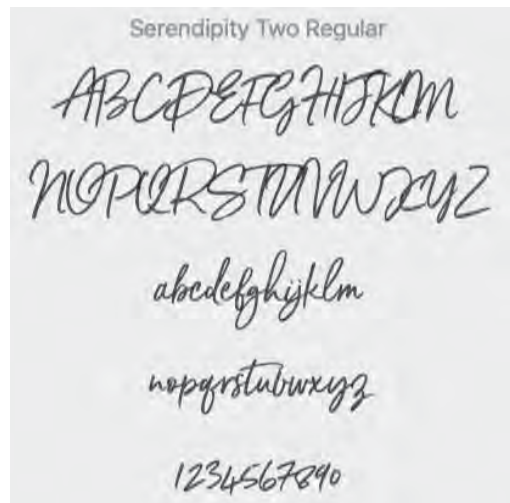 Serendipity Two Regular
ABCDEFGHIJKLM
NOPQRSTUVWXYZ
abcdefghijklm
nopqrstuvwxyz
1234567890